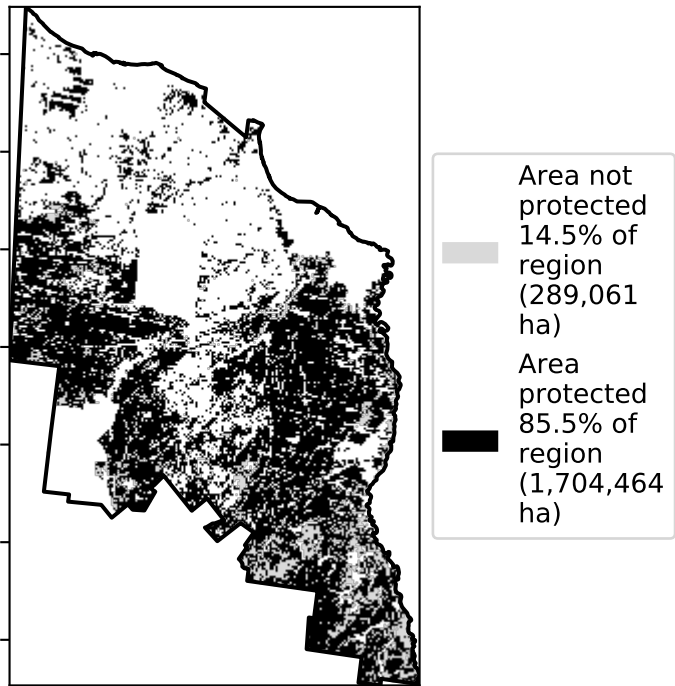 Area not
protected
14.5% of
region
(289,061
ha)
Area
protected
85.5% of
region
(1,704,464
ha)